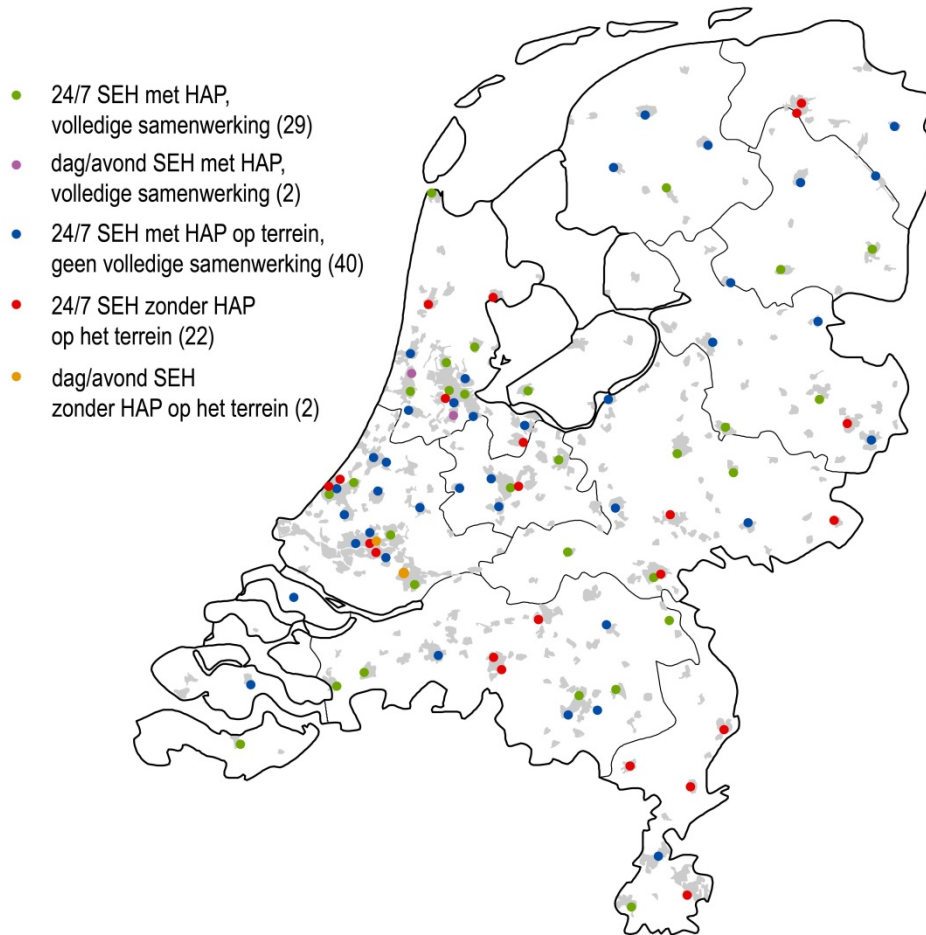 24/7 SEH met HAP,
volledige samenwerking (29)
dag/avond SEH met HAP,
volledige samenwerking (2)
24/7 SEH met HAP op terrein,
geen volledige samenwerking (40)
24/7 SEH zonder HAP
op het terrein (22)
dag/avond SEH
zonder HAP op het terrein (2)